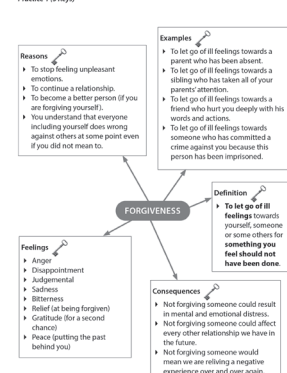 Practice 1 (5 Keys)
Reasons
▸ To stop feeling unpleasant
emotions.
▸ To continue a relationship.
▸ To become a better person (if you
are forgiving yourself).
▸ You understand that everyone
including yourself does wrong
against others at some point even
if you did not mean to.
Examples
▸ To let go of ill feelings towards a
parent who has been absent.
▸ To let go of ill feelings towards a
sibling who has taken all of your
parents' attention.
▸ To let go of ill feelings towards a
friend who hurt you deeply with his
words and actions.
▸ To let go of ill feelings towards
someone who has committed a
crime against you because this
person has been imprisoned.
FORGIVENESS
Definition
▸ To let go of ill
feelings towards
yourself, someone
or some others for
something you
feel should not
have been done.
Feelings
▸ Anger
▸ Disappointment
▸ Judgemental
▸ Sadness
▸ Bitterness
▸ Relief (at being forgiven)
▸ Gratitude (for a second
chance)
▸ Peace (putting the past
behind you)
Consequences
▸ Not forgiving someone could result
in mental and emotional distress.
▸ Not forgiving someone could affect
every other relationship we have in
the future.
▸ Not forgiving someone would
mean we are reliving a negative
experience over and over again